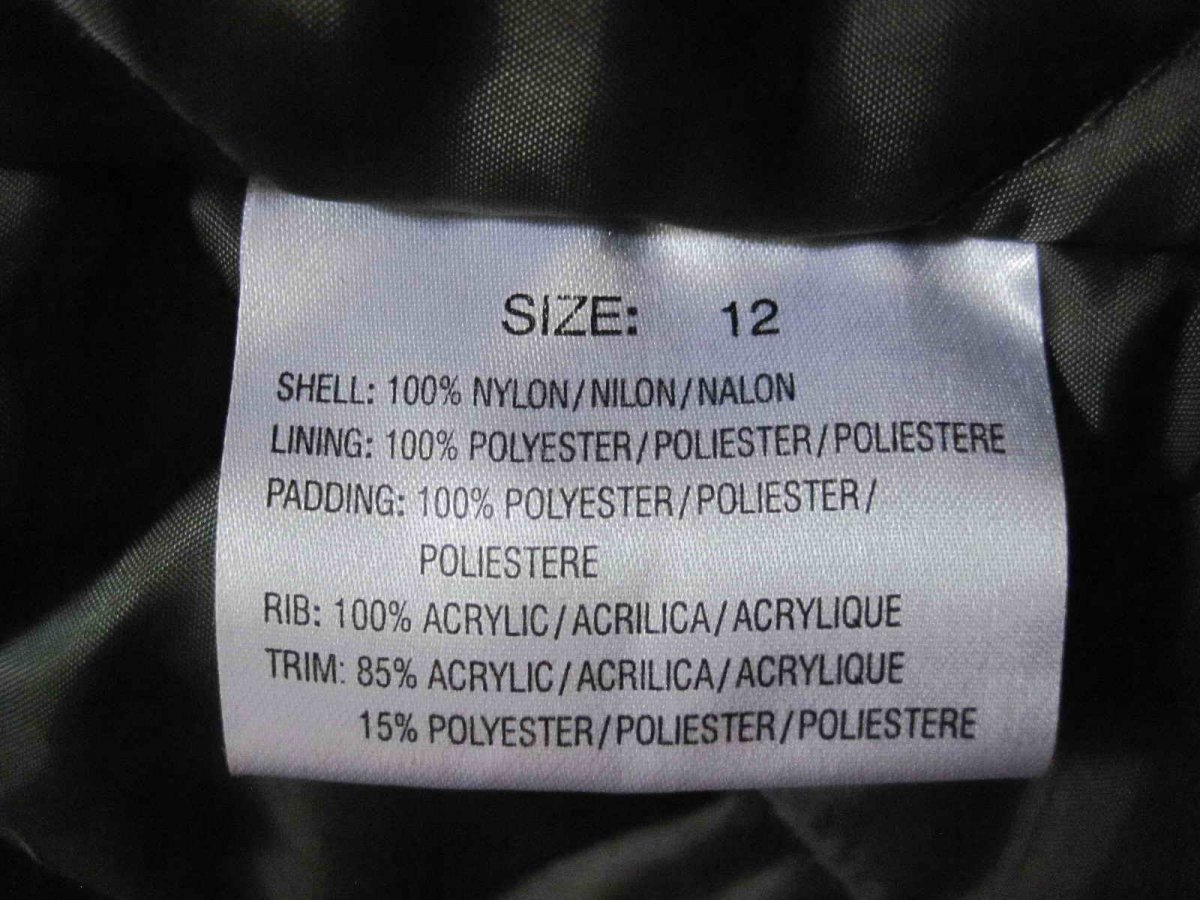 SIZE: 12
SHELL: 100% NYLON/NILON/NALON
LINING: 100% POLYESTER/POLIESTER/POLIESTERE
PADDING: 100% POLYESTER/POLIESTER/
POLIESTERE
RIB: 100% ACRYLIC/ACRILICA/ACRYLIQUE
TRIM: 85% ACRYLIC/ACRILICA/ACRYLIQUE
15% POLYESTER/POLIESTER/POLIESTERE